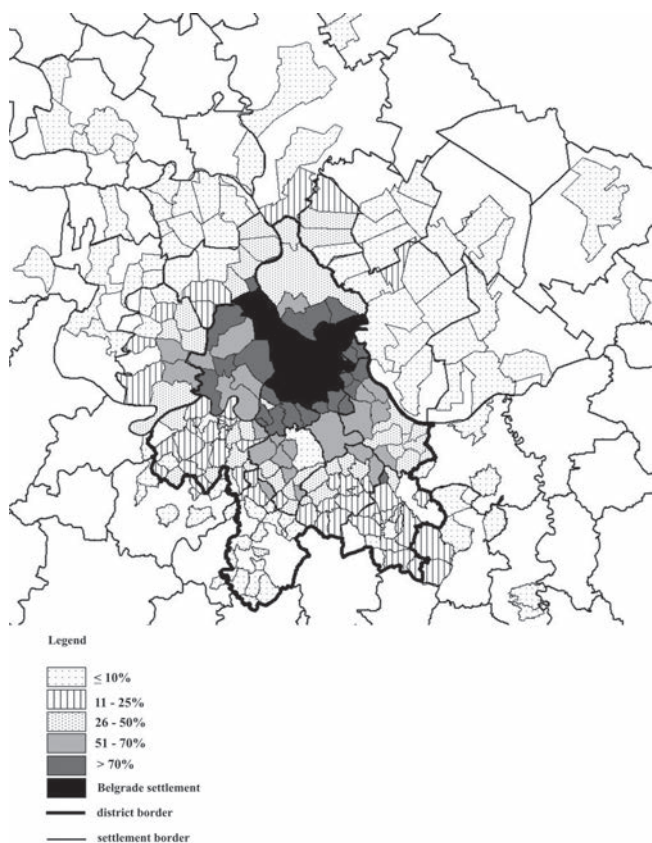 Legend
≤ 10%
11 - 25%
26 - 50%
51 - 70%
> 70%
Belgrade settlement
district border
settlement border